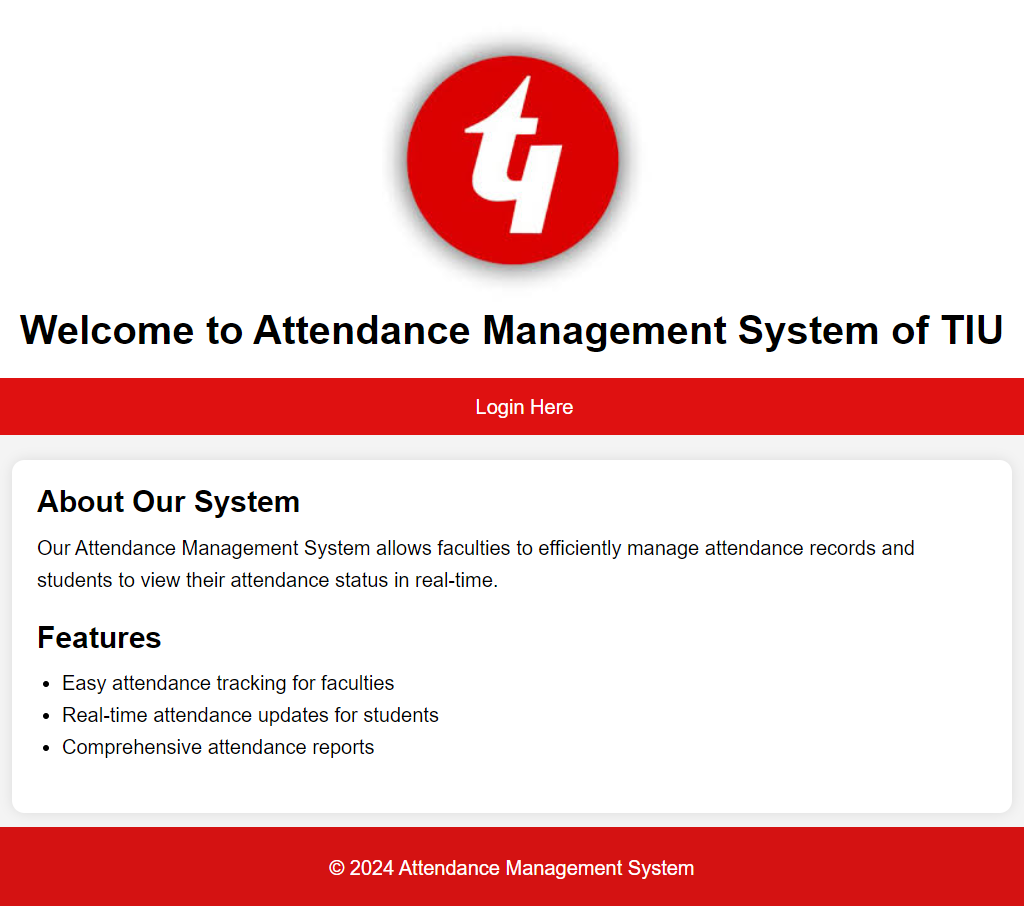 Welcome to Attendance Management System of TIU
Login Here
About Our System
Our Attendance Management System allows faculties to efficiently manage attendance records and
students to view their attendance status in real-time.
Features
• Easy attendance tracking for faculties
• Real-time attendance updates for students
• Comprehensive attendance reports
© 2024 Attendance Management System